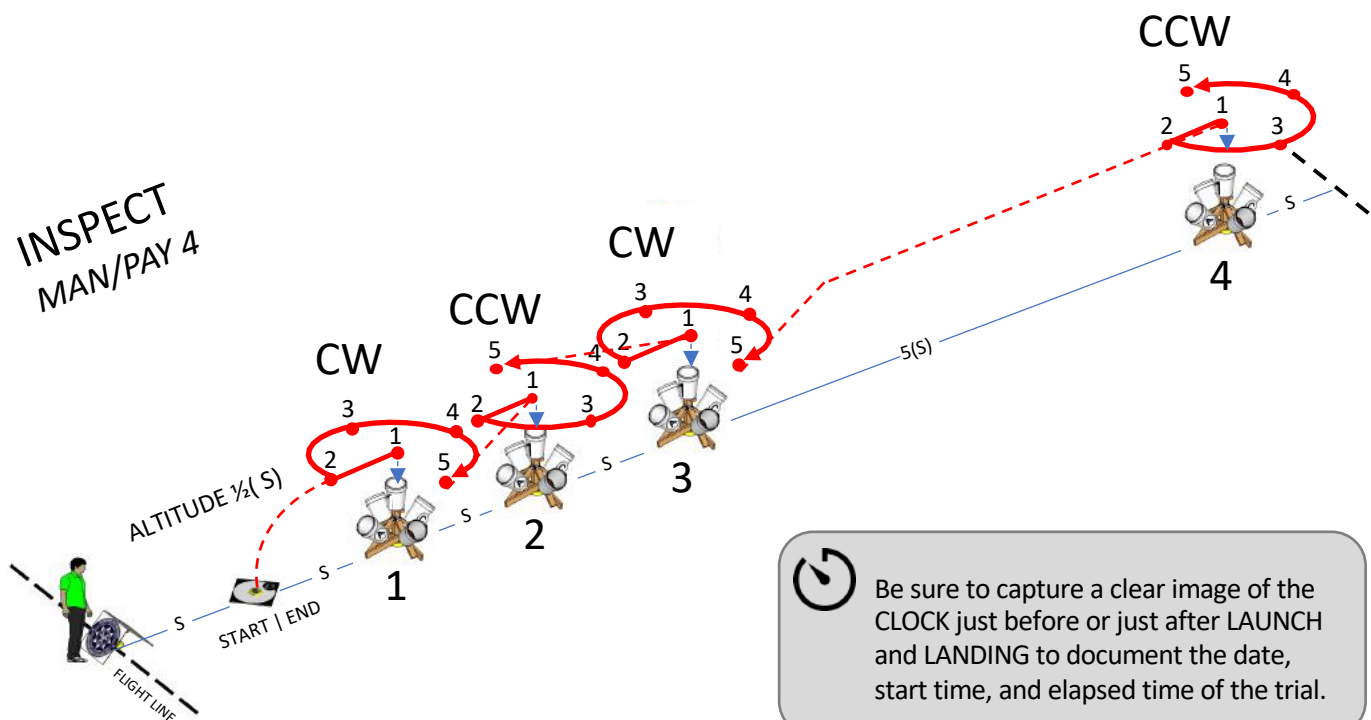 INSPECT
MAN/PAY 4
CCW
5
4
1
2
3
CW
3
4
1
2
5
CCW
5
4
1
2
3
CW
3
4
1
2
5
ALTITUDE ½( S)
S
S
S
S
5(S)
S
1
2
3
4
START | END
FLIGHT LINE
Be sure to capture a clear image of the
CLOCK just before or just after LAUNCH
and LANDING to document the date,
start time, and elapsed time of the trial.